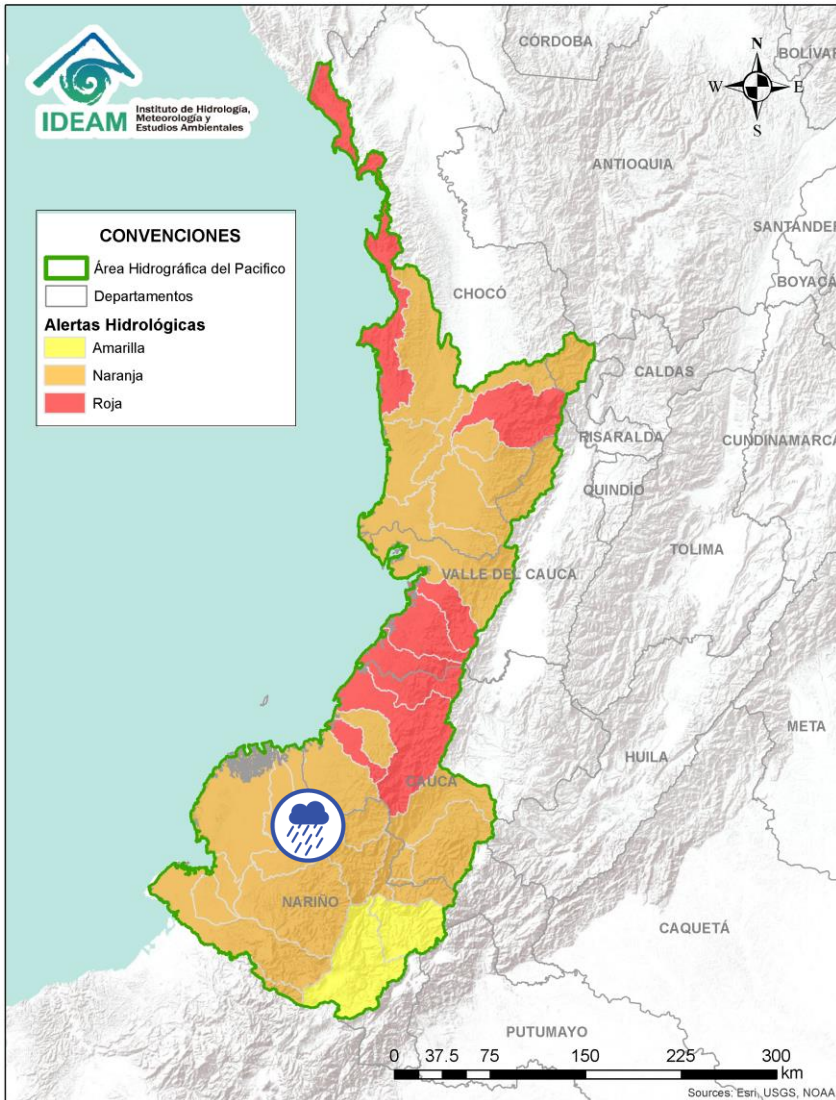 IDEAM
Instituto de Hidrología,
Meteorología y
Estudios Ambientales
CÓRDOBA
BOLÍVAR
N
W
E
S
ANTIOQUIA
SANTANDER
BOYACÁ
CONVENCIONES
Área Hidrográfica del Pacifico
Departamentos
Alertas Hidrológicas
Amarilla
Naranja
Roja
CHOCÓ
CALDAS
RISARALDA
CUNDINAMARCA
QUINDÍO
TOLIMA
VALLE DEL CAUCA
META
HUILA
CAUCA
NARIÑO
CAQUETÁ
PUTUMAYO
0 37.5 75 150 225 300
km
Sources: Esri, USGS, NOAA